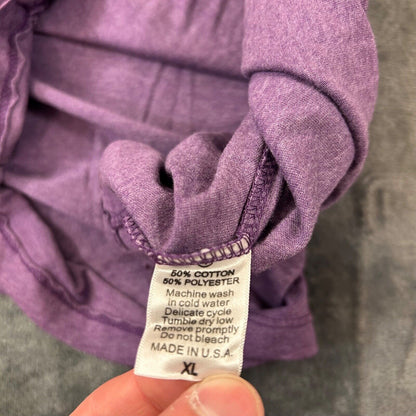 50% COTTON
50% POLYESTER
Machine wash
in cold water
Delicate cycle
Tumble dry low
Remove promptly
Do not bleach
MADE IN U.S.A.
XL